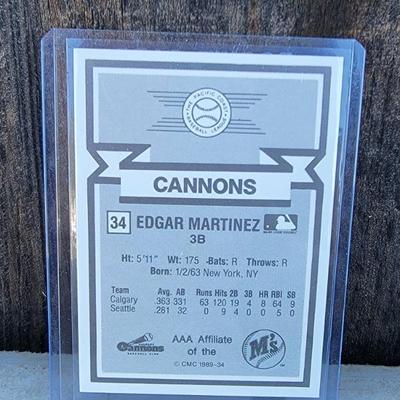 THE PACIFIC COAST
BASEBALL LEAGUE
CANNONS
34 EDGAR MARTINEZ
3B
Ht: 5'11" Wt: 175 -Bats: R Throws: R
Born: 1/2/63 New York, NY
Team Avg. AB Runs Hits 2B 3B HR RBI SB
Calgary .363 331 63 120 19 4 8 64 9
Seattle .281 32 0 9 4 0 0 5 0
Cannons
BASEBALL CLUB
AAA Affiliate
of the
M's
© CMC 1989-34